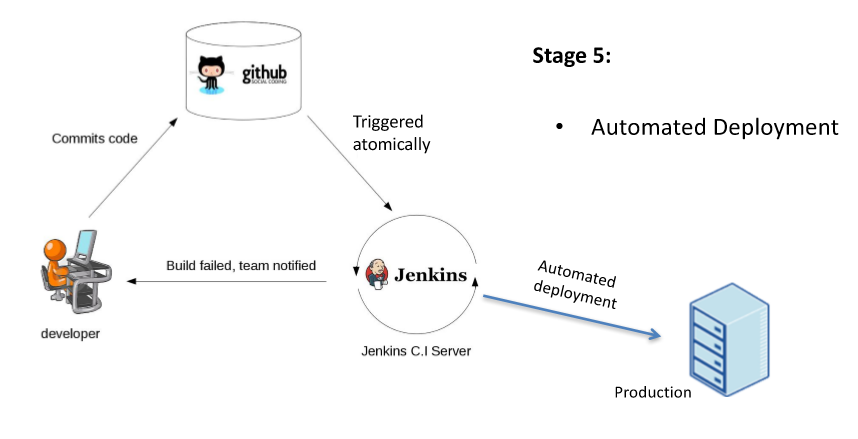 github
SOCIAL CODING
Stage 5:
• Automated Deployment
Commits code
Triggered
atomically
Build failed, team notified
Jenkins
Automated
deployment
developer
Jenkins C.I Server
Production